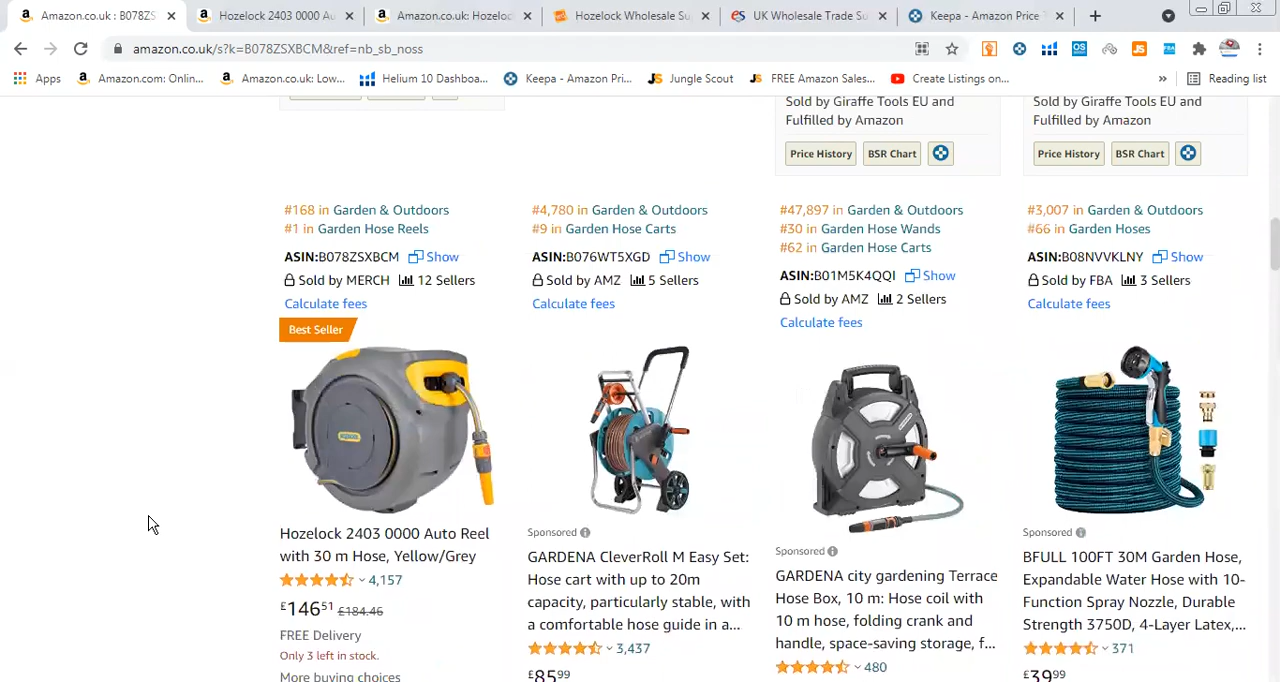 Amazon.co.uk : B078ZS
Hozelock 2403 0000 Au
Amazon.co.uk: Hozeloc
Hozelock Wholesale Su
UK Wholesale Trade Su
Keepa - Amazon Price T
amazon.co.uk/s?k=B078ZSXBCM&ref=nb_sb_noss
Apps
Amazon.com: Onlin...
Amazon.co.uk: Low...
Helium 10 Dashboa...
Keepa - Amazon Pri...
Jungle Scout
FREE Amazon Sales...
Create Listings on...
»
Reading list
Sold by Giraffe Tools EU and
Fulfilled by Amazon
Price History BSR Chart
Sold by Giraffe Tools EU and
Fulfilled by Amazon
Price History BSR Chart
#168 in Garden & Outdoors
#1 in Garden Hose Reels
ASIN:B078ZSXBCM Show
Sold by MERCH 12 Sellers
Calculate fees
Best Seller
HOZELOCK
Hozelock 2403 0000 Auto Reel
with 30 m Hose, Yellow/Grey
4,157
£146 51 £184.46
FREE Delivery
Only 3 left in stock.
More buying choices
#4,780 in Garden & Outdoors
#9 in Garden Hose Carts
ASIN:B076WT5XGD Show
Sold by AMZ 5 Sellers
Calculate fees
Sponsored
GARDENA CleverRoll M Easy Set:
Hose cart with up to 20m
capacity, particularly stable, with
a comfortable hose guide in a...
3,437
£85 99
#47,897 in Garden & Outdoors
#30 in Garden Hose Wands
#62 in Garden Hose Carts
ASIN:B01M5K4QQI Show
Sold by AMZ 2 Sellers
Calculate fees
Sponsored
GARDENA city gardening Terrace
Hose Box, 10 m: Hose coil with
10 m hose, folding crank and
handle, space-saving storage, f...
480
#3,007 in Garden & Outdoors
#66 in Garden Hoses
ASIN:B08NVVKLNY Show
Sold by FBA 3 Sellers
Calculate fees
Sponsored
BFULL 100FT 30M Garden Hose,
Expandable Water Hose with 10-
Function Spray Nozzle, Durable
Strength 3750D, 4-Layer Latex,...
371
£39 99